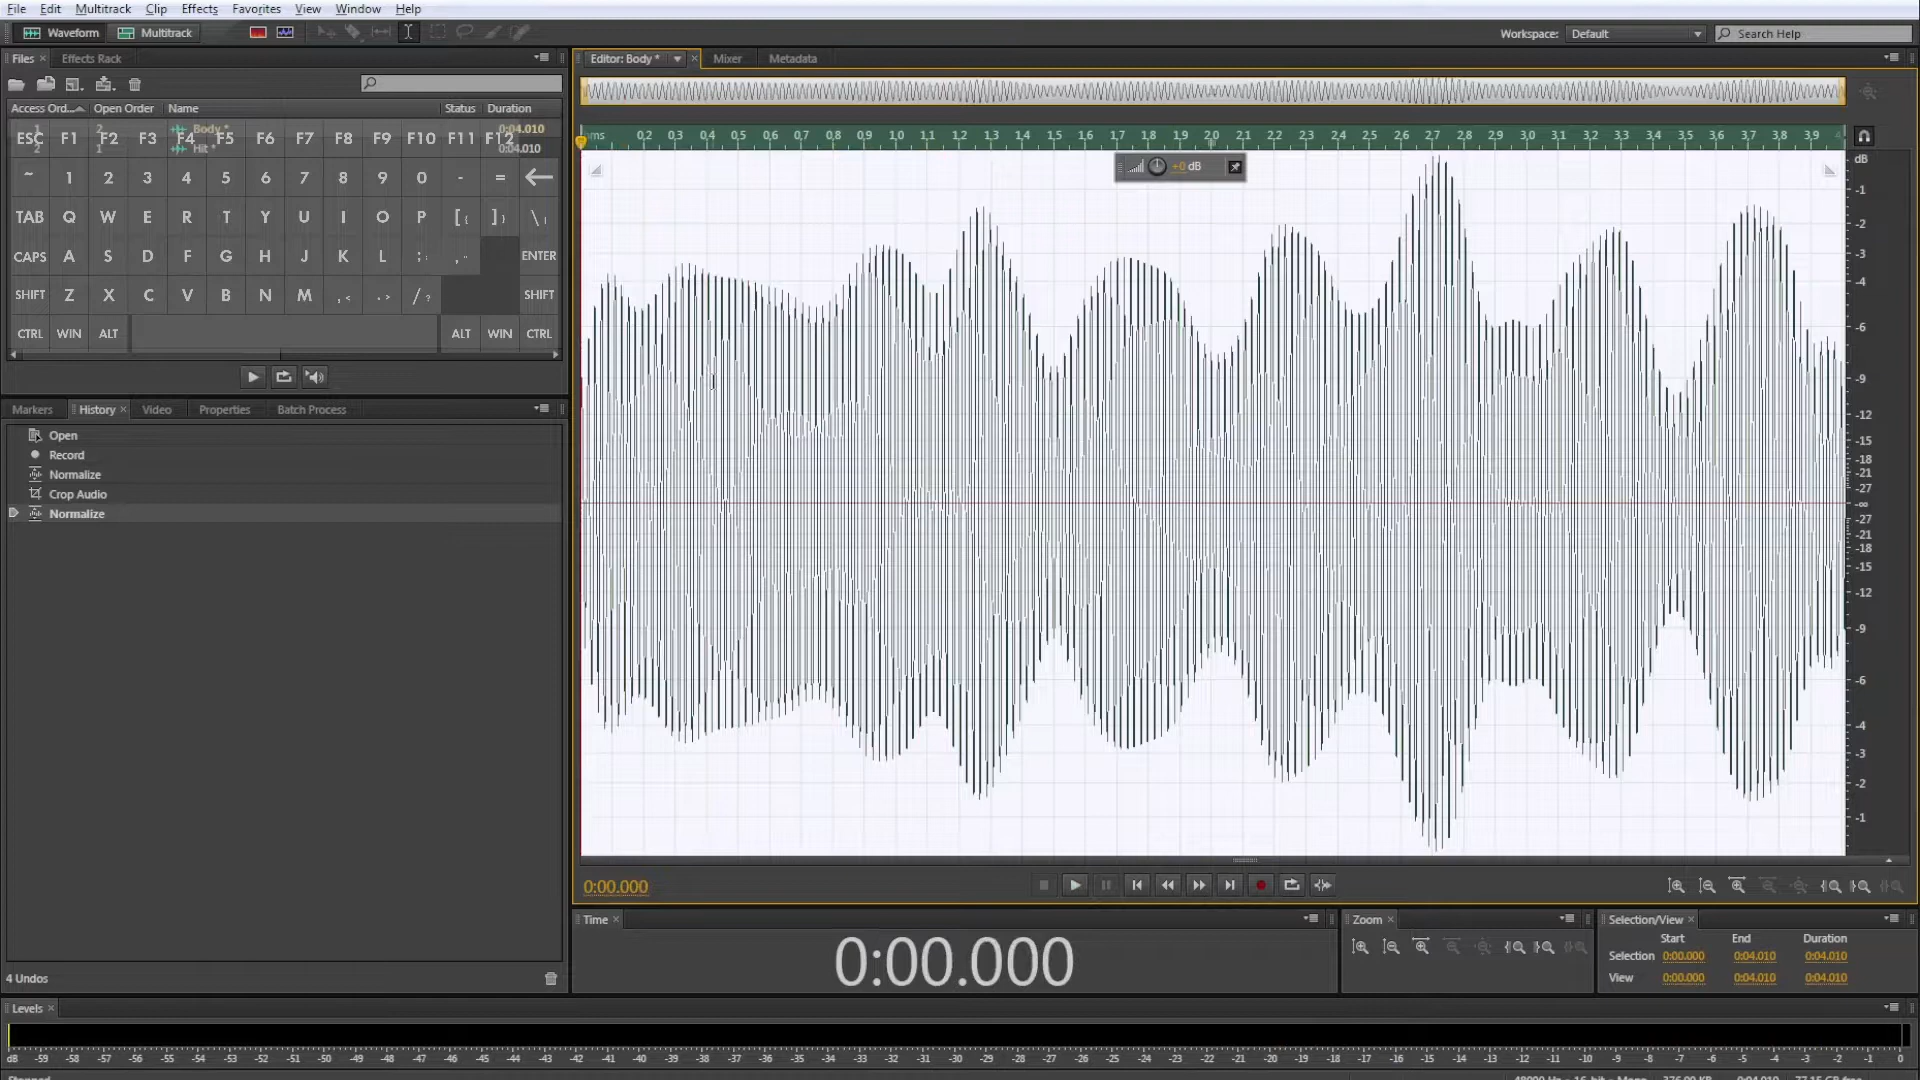 File Edit Multitrack Clip Effects Favorites View Window Help
Waveform Multitrack Workspace: Default Search Help
Files × Effects Rack
Editor: Body * × Mixer Metadata
Access Ord... Open Order Name Status Duration
1 2 Body * 0:04.010
2 1 Hit * 0:04.010
ESC F1 F2 F3 F4 F5 F6 F7 F8 F9 F10 F11 F12
~ 1 2 3 4 5 6 7 8 9 0 - = ←
TAB Q W E R T Y U I O P [{ ]} \|
CAPS A S D F G H J K L ;: ,. ENTER
SHIFT Z X C V B N M ,< .> /? SHIFT
CTRL WIN ALT ALT WIN CTRL
0,2 0,3 0,4 0,5 0,6 0,7 0,8 0,9 1,0 1,1 1,2 1,3 1,4 1,5 1,6 1,7 1,8 1,9 2,0 2,1 2,2 2,3 2,4 2,5 2,6 2,7 2,8 2,9 3,0 3,1 3,2 3,3 3,4 3,5 3,6 3,7 3,8 3,9
+0 dB
dB
-1
-2
-3
-4
-6
-9
-12
-15
-18
-21
-27
-∞
-27
-21
-18
-15
-12
-9
-6
-4
-3
-2
-1
Markers History × Video Properties Batch Process
Open
Record
Normalize
Crop Audio
Normalize
4 Undos
0:00.000
Time ×
0:00.000
Zoom ×
Selection/View ×
Start End Duration
Selection 0:00.000 0:04.010 0:04.010
View 0:00.000 0:04.010 0:04.010
Levels ×
dB -59 -58 -57 -56 -55 -54 -53 -52 -51 -50 -49 -48 -47 -46 -45 -44 -43 -42 -41 -40 -39 -38 -37 -36 -35 -34 -33 -32 -31 -30 -29 -28 -27 -26 -25 -24 -23 -22 -21 -20 -19 -18 -17 -16 -15 -14 -13 -12 -11 -10 -9 -8 -7 -6 -5 -4 -3 -2 -1 0